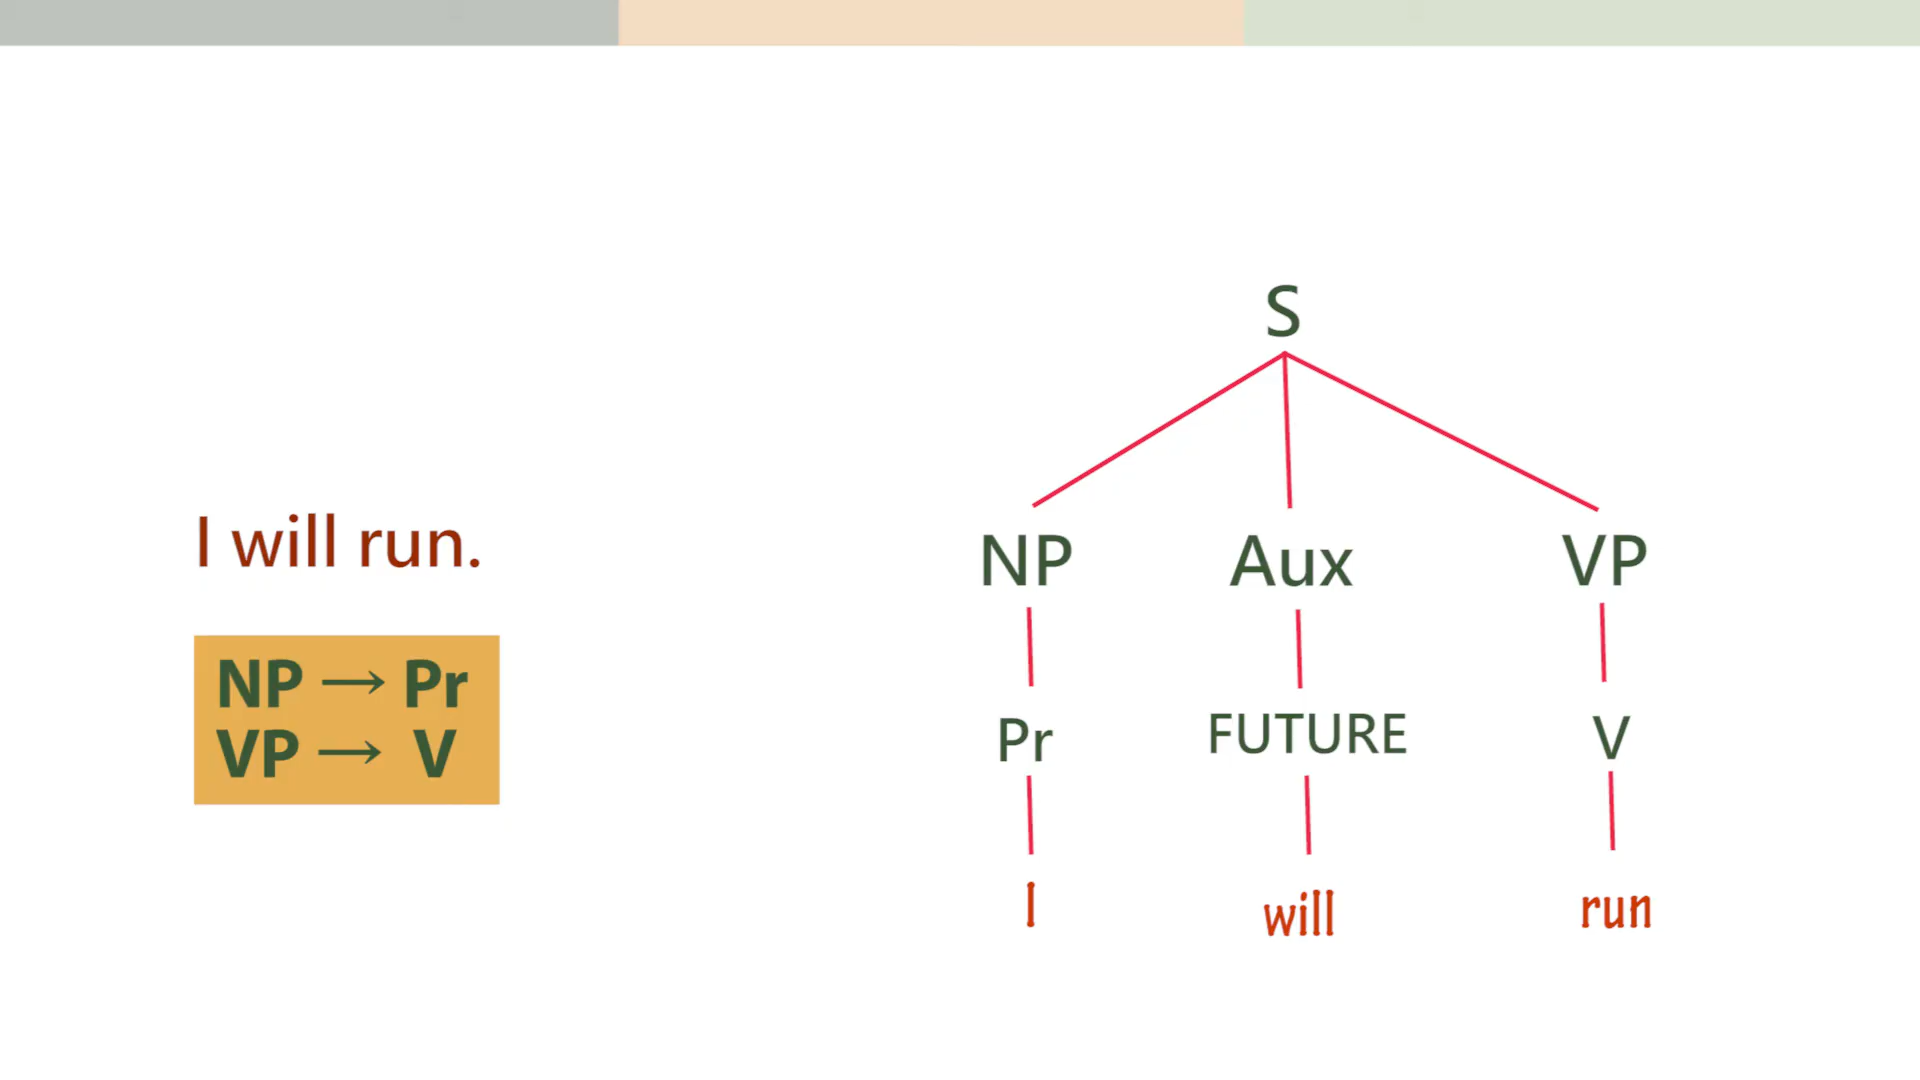 I will run.
NP → Pr
VP → V
S
NP Aux VP
Pr FUTURE V
I will run